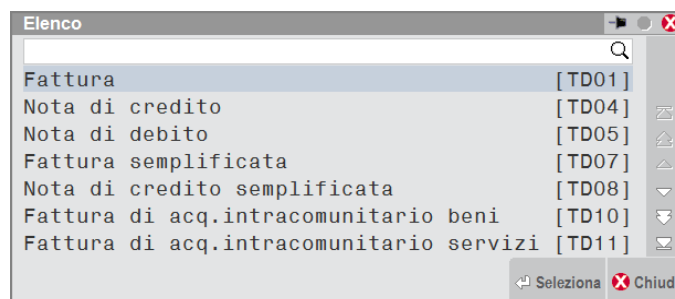 Elenco
Fattura [TD01]
Nota di credito [TD04]
Nota di debito [TD05]
Fattura semplificata [TD07]
Nota di credito semplificata [TD08]
Fattura di acq.intracomunitario beni [TD10]
Fattura di acq.intracomunitario servizi [TD11]
Seleziona Chiud